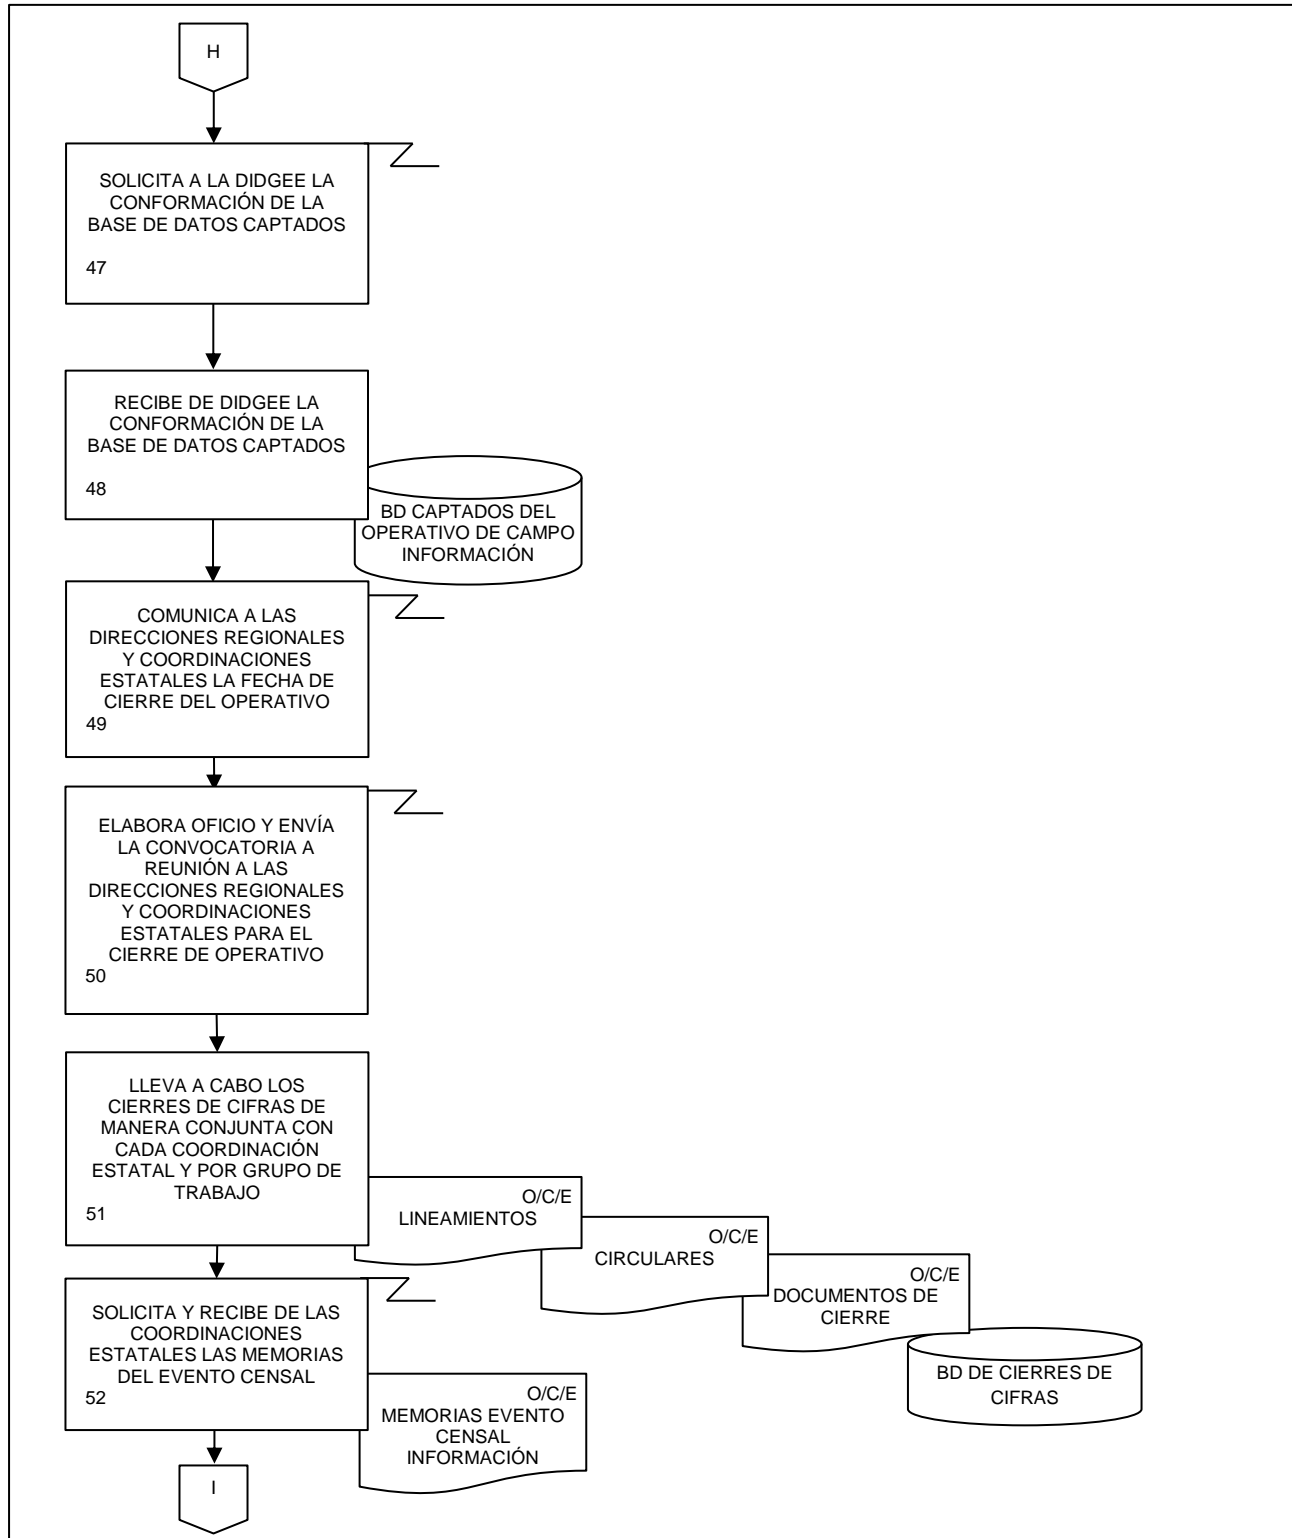 H
SOLICITA A LA DIDGEE LA
CONFORMACIÓN DE LA
BASE DE DATOS CAPTADOS
47
RECIBE DE DIDGEE LA
CONFORMACIÓN DE LA
BASE DE DATOS CAPTADOS
48
BD CAPTADOS DEL
OPERATIVO DE CAMPO
INFORMACIÓN
COMUNICA A LAS
DIRECCIONES REGIONALES
Y COORDINACIONES
ESTATALES LA FECHA DE
CIERRE DEL OPERATIVO
49
ELABORA OFICIO Y ENVÍA
LA CONVOCATORIA A
REUNIÓN A LAS
DIRECCIONES REGIONALES
Y COORDINACIONES
ESTATALES PARA EL
CIERRE DE OPERATIVO
50
LLEVA A CABO LOS
CIERRES DE CIFRAS DE
MANERA CONJUNTA CON
CADA COORDINACIÓN
ESTATAL Y POR GRUPO DE
TRABAJO
51
O/C/E
LINEAMIENTOS
O/C/E
CIRCULARES
O/C/E
DOCUMENTOS DE
CIERRE
BD DE CIERRES DE
CIFRAS
SOLICITA Y RECIBE DE LAS
COORDINACIONES
ESTATALES LAS MEMORIAS
DEL EVENTO CENSAL
52
O/C/E
MEMORIAS EVENTO
CENSAL
INFORMACIÓN
I